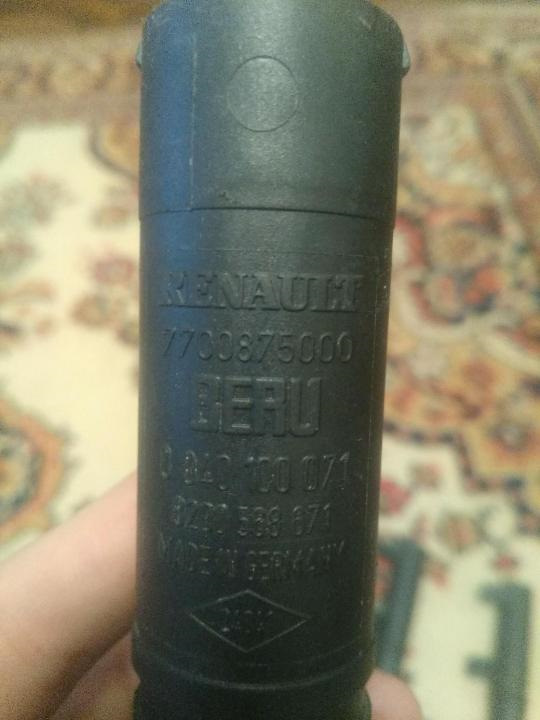 RENAULT
7700875000
BERU
0 040 100 071
MADE IN GERMANY